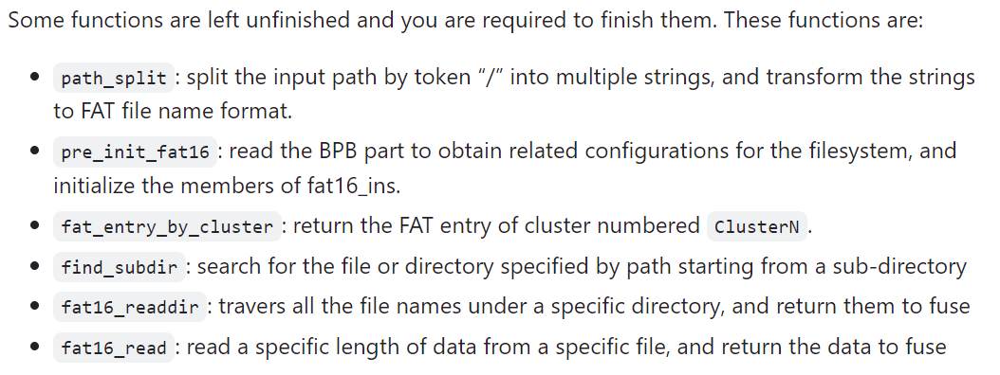 Some functions are left unfinished and you are required to finish them. These functions are:
• path_split: split the input path by token “/” into multiple strings, and transform the strings
to FAT file name format.
• pre_init_fat16: read the BPB part to obtain related configurations for the filesystem, and
initialize the members of fat16_ins.
• fat_entry_by_cluster: return the FAT entry of cluster numbered ClusterN.
• find_subdir: search for the file or directory specified by path starting from a sub-directory
• fat16_readdir: travers all the file names under a specific directory, and return them to fuse
• fat16_read: read a specific length of data from a specific file, and return the data to fuse